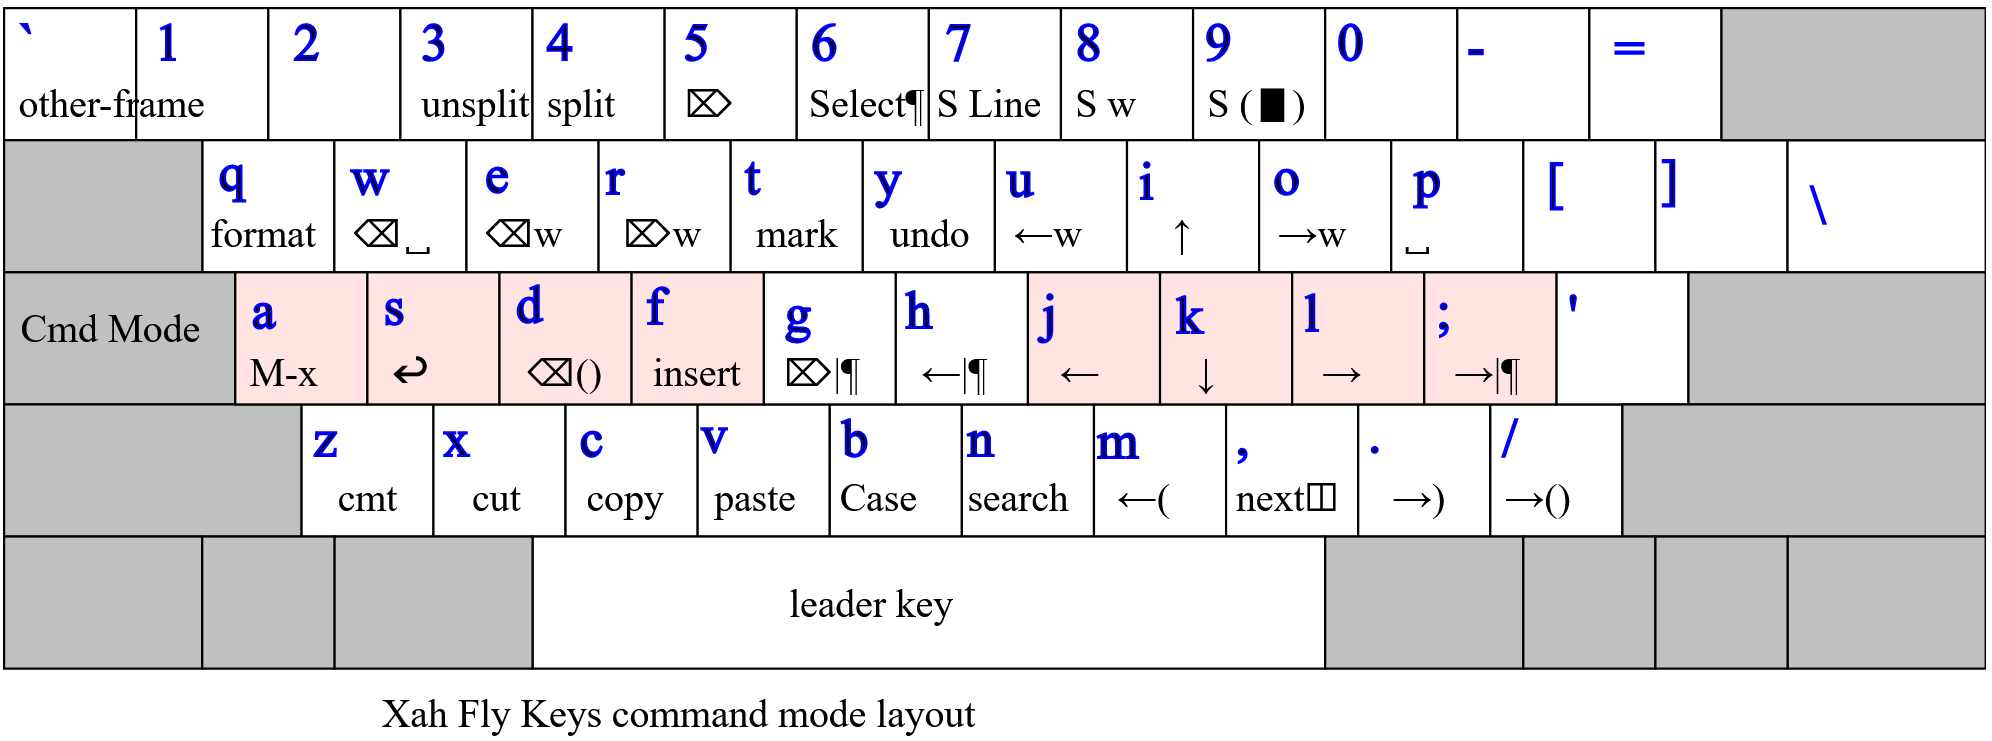 ` 1 2 3 4 5 6 7 8 9 0 - =
other-frame unsplit split ⌦ Select¶ S Line S w S (█)
q w e r t y u i o p [ ] \
format ⌫␣ ⌫w ⌦w mark undo ←w ↑ →w ␣
Cmd Mode a s d f g h j k l ; '
M-x ↩ ⌫() insert ⌦|¶ ←|¶ ← ↓ → →|¶
z x c v b n m , . /
cmt cut copy paste Case search ←( next◫ →) →()
leader key
Xah Fly Keys command mode layout